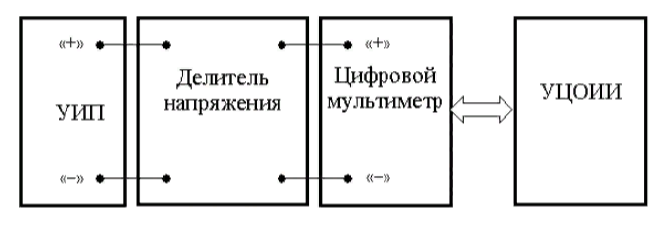 «+»
УИП
«−»
Делитель
напряжения
«+»
Цифровой
мультиметр
«−»
УЦОИИ